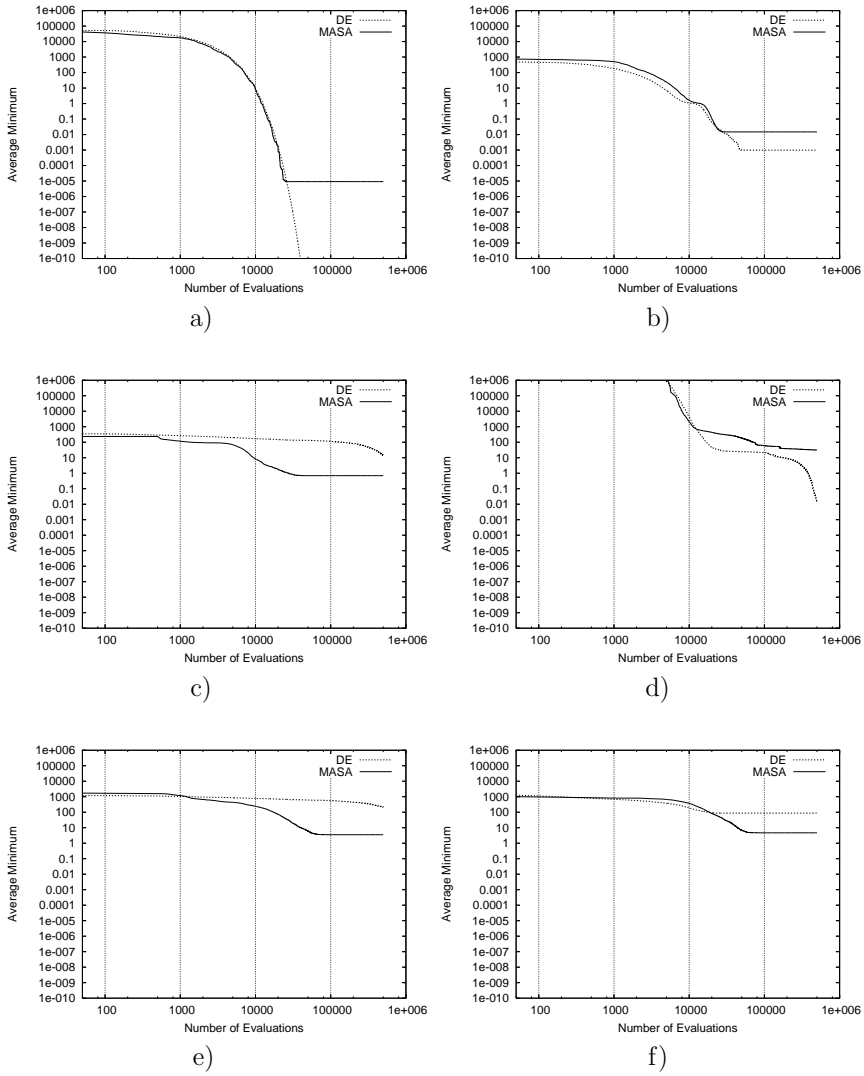 Average Minimum
1e+006
100000
10000
1000
100
10
1
0.1
0.01
0.001
0.0001
1e-005
1e-006
1e-007
1e-008
1e-009
1e-010
100
1000
10000
100000
1e+006
Number of Evaluations
DE
MASA
a)
Average Minimum
1e+006
100000
10000
1000
100
10
1
0.1
0.01
0.001
0.0001
1e-005
1e-006
1e-007
1e-008
1e-009
1e-010
100
1000
10000
100000
1e+006
Number of Evaluations
DE
MASA
b)
Average Minimum
1e+006
100000
10000
1000
100
10
1
0.1
0.01
0.001
0.0001
1e-005
1e-006
1e-007
1e-008
1e-009
1e-010
100
1000
10000
100000
1e+006
Number of Evaluations
DE
MASA
c)
Average Minimum
1e+006
100000
10000
1000
100
10
1
0.1
0.01
0.001
0.0001
1e-005
1e-006
1e-007
1e-008
1e-009
1e-010
100
1000
10000
100000
1e+006
Number of Evaluations
DE
MASA
d)
Average Minimum
1e+006
100000
10000
1000
100
10
1
0.1
0.01
0.001
0.0001
1e-005
1e-006
1e-007
1e-008
1e-009
1e-010
100
1000
10000
100000
1e+006
Number of Evaluations
DE
MASA
e)
Average Minimum
1e+006
100000
10000
1000
100
10
1
0.1
0.01
0.001
0.0001
1e-005
1e-006
1e-007
1e-008
1e-009
1e-010
100
1000
10000
100000
1e+006
Number of Evaluations
DE
MASA
f)